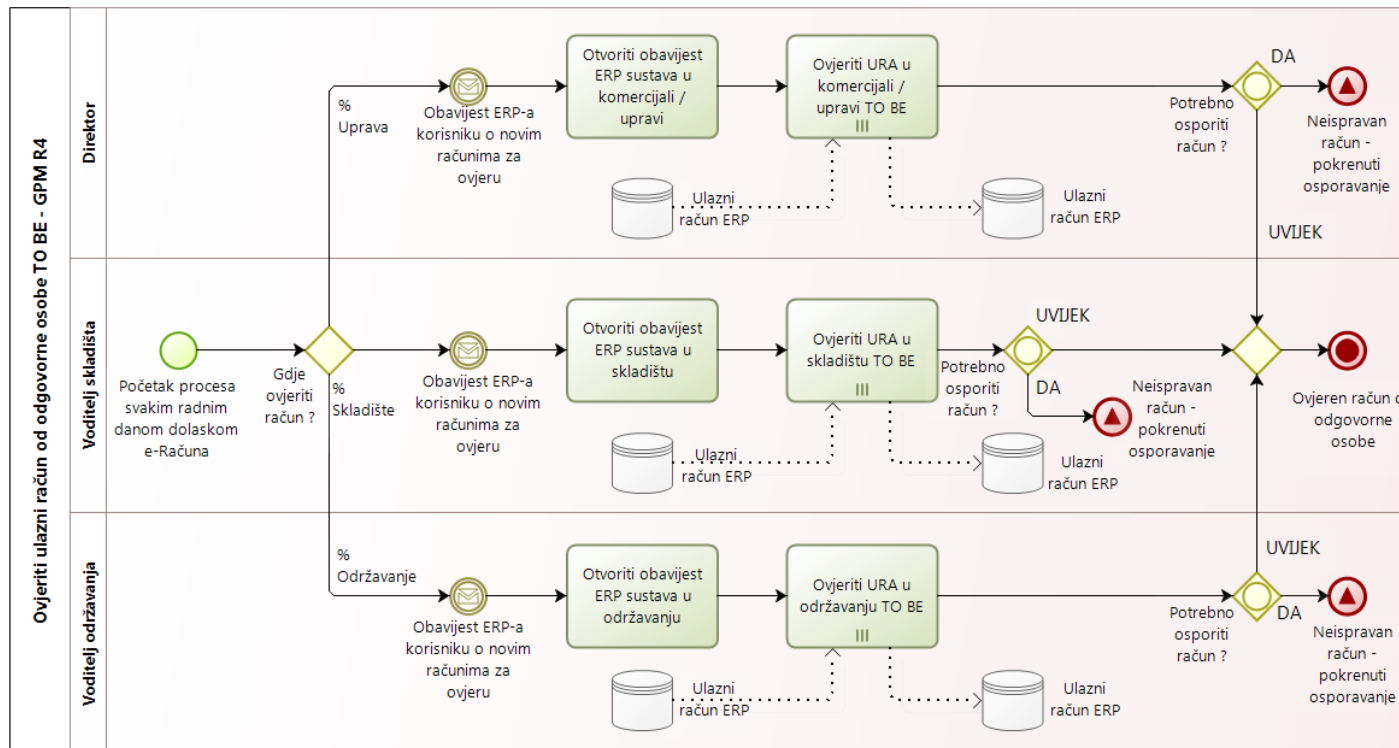 Ovjeriti ulazni račun od odgovorne osobe TO BE - GPM R4
Direktor
%
Uprava
Obavijest ERP-a
korisniku o novim
računima za
ovjeru
Otvoriti obavijest
ERP sustava u
komercijali /
upravi
Ovjeriti URA u
komercijali /
upravi TO BE
Ulazni
račun ERP
Ulazni
račun ERP
Potrebno
osporiti
račun ?
DA
Neispravan
račun -
pokrenuti
osporavanje
UVIJEK
Voditelj skladišta
Početak procesa
svakim radnim
danom dolaskom
e-Računa
Gdje
ovjeriti
račun ?
%
Skladište
Obavijest ERP-a
korisniku o novim
računima za
ovjeru
Otvoriti obavijest
ERP sustava u
skladištu
Ovjeriti URA u
skladištu TO BE
Ulazni
račun ERP
Ulazni
račun ERP
Potrebno
osporiti
račun ?
UVIJEK
DA
Neispravan
račun -
pokrenuti
osporavanje
Ovjeren račun
odgovorne
osobe
Voditelj održavanja
%
Održavanje
Obavijest ERP-a
korisniku o novim
računima za
ovjeru
Otvoriti obavijest
ERP sustava u
održavanju
Ovjeriti URA u
održavanju TO BE
Ulazni
račun ERP
Ulazni
račun ERP
Potrebno
osporiti
račun ?
UVIJEK
DA
Neispravan
račun -
pokrenuti
osporavanje